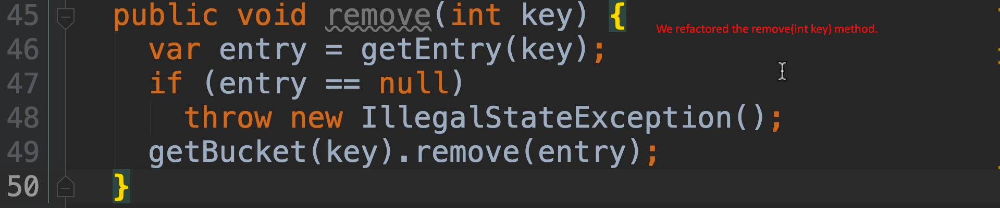 45 public void remove(int key) {
We refactored the remove(int key) method.
46 var entry = getEntry(key);
47 if (entry == null)
48 throw new IllegalStateException();
49 getBucket(key).remove(entry);
50 }